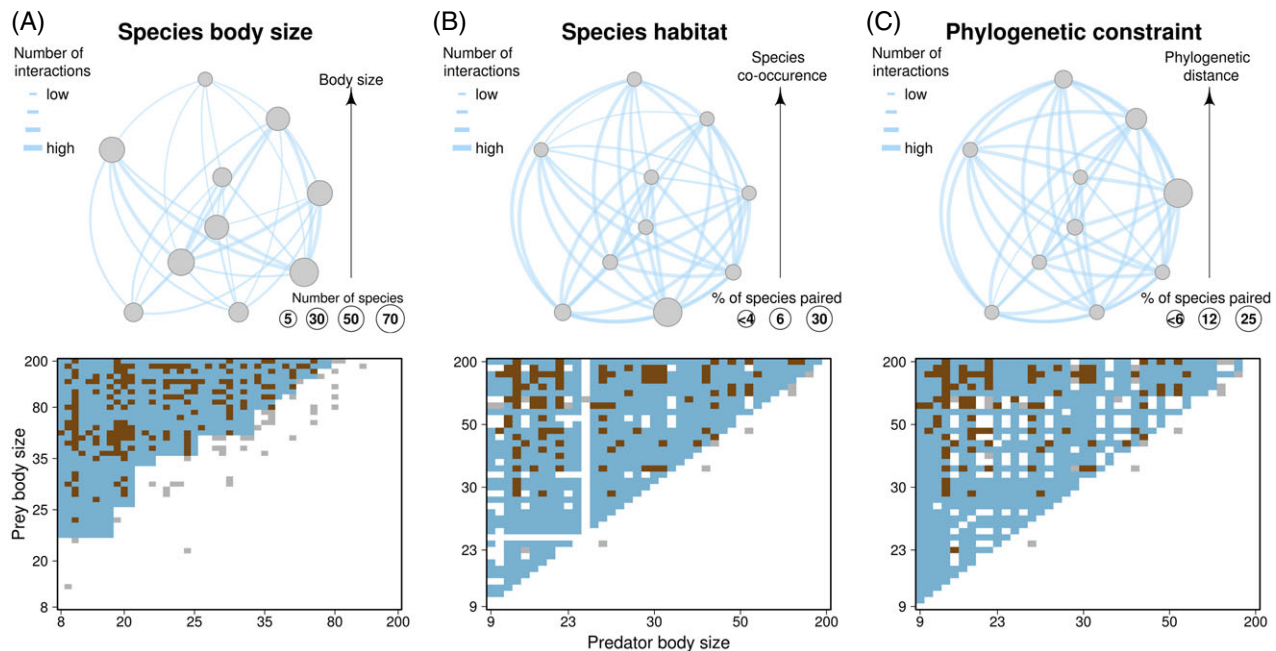 (A)
Species body size
Number of
interactions
low
high
Body size
Number of species
5 30 50 70
(B)
Species habitat
Number of
interactions
low
high
Species
co-occurence
% of species paired
<4 6 30
(C)
Phylogenetic constraint
Number of
interactions
low
high
Phylogenetic
distance
% of species paired
<6 12 25
Prey body size
200
80
35
25
20
8
8 20 35 80 200
200
50
30
23
9
9 23 30 50 200
200
50
30
23
9
9 23 30 50 200
Predator body size